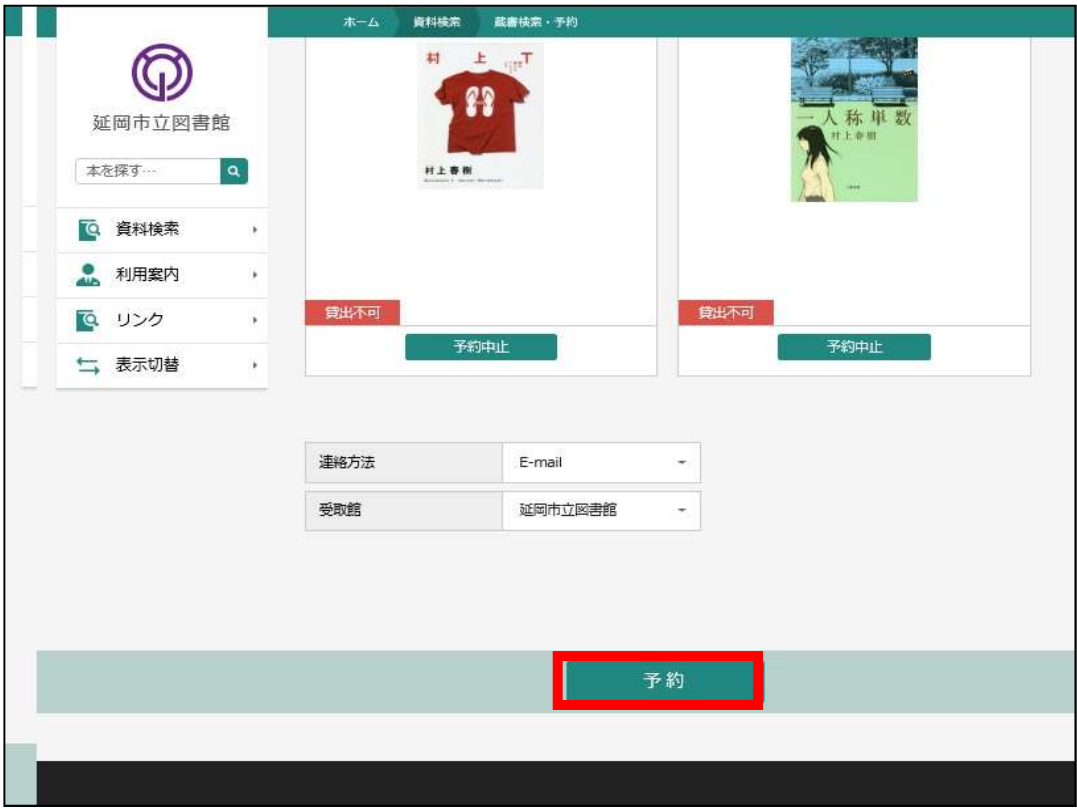 ホーム 資料検索 蔵書検索・予約
延岡市立図書館
本を探す…
資料検索
利用案内
リンク
表示切替
村上T
村上春樹
一人称単数
村上春樹
貸出不可
貸出不可
予約中止
予約中止
連絡方法 E-mail
受取館 延岡市立図書館
予約